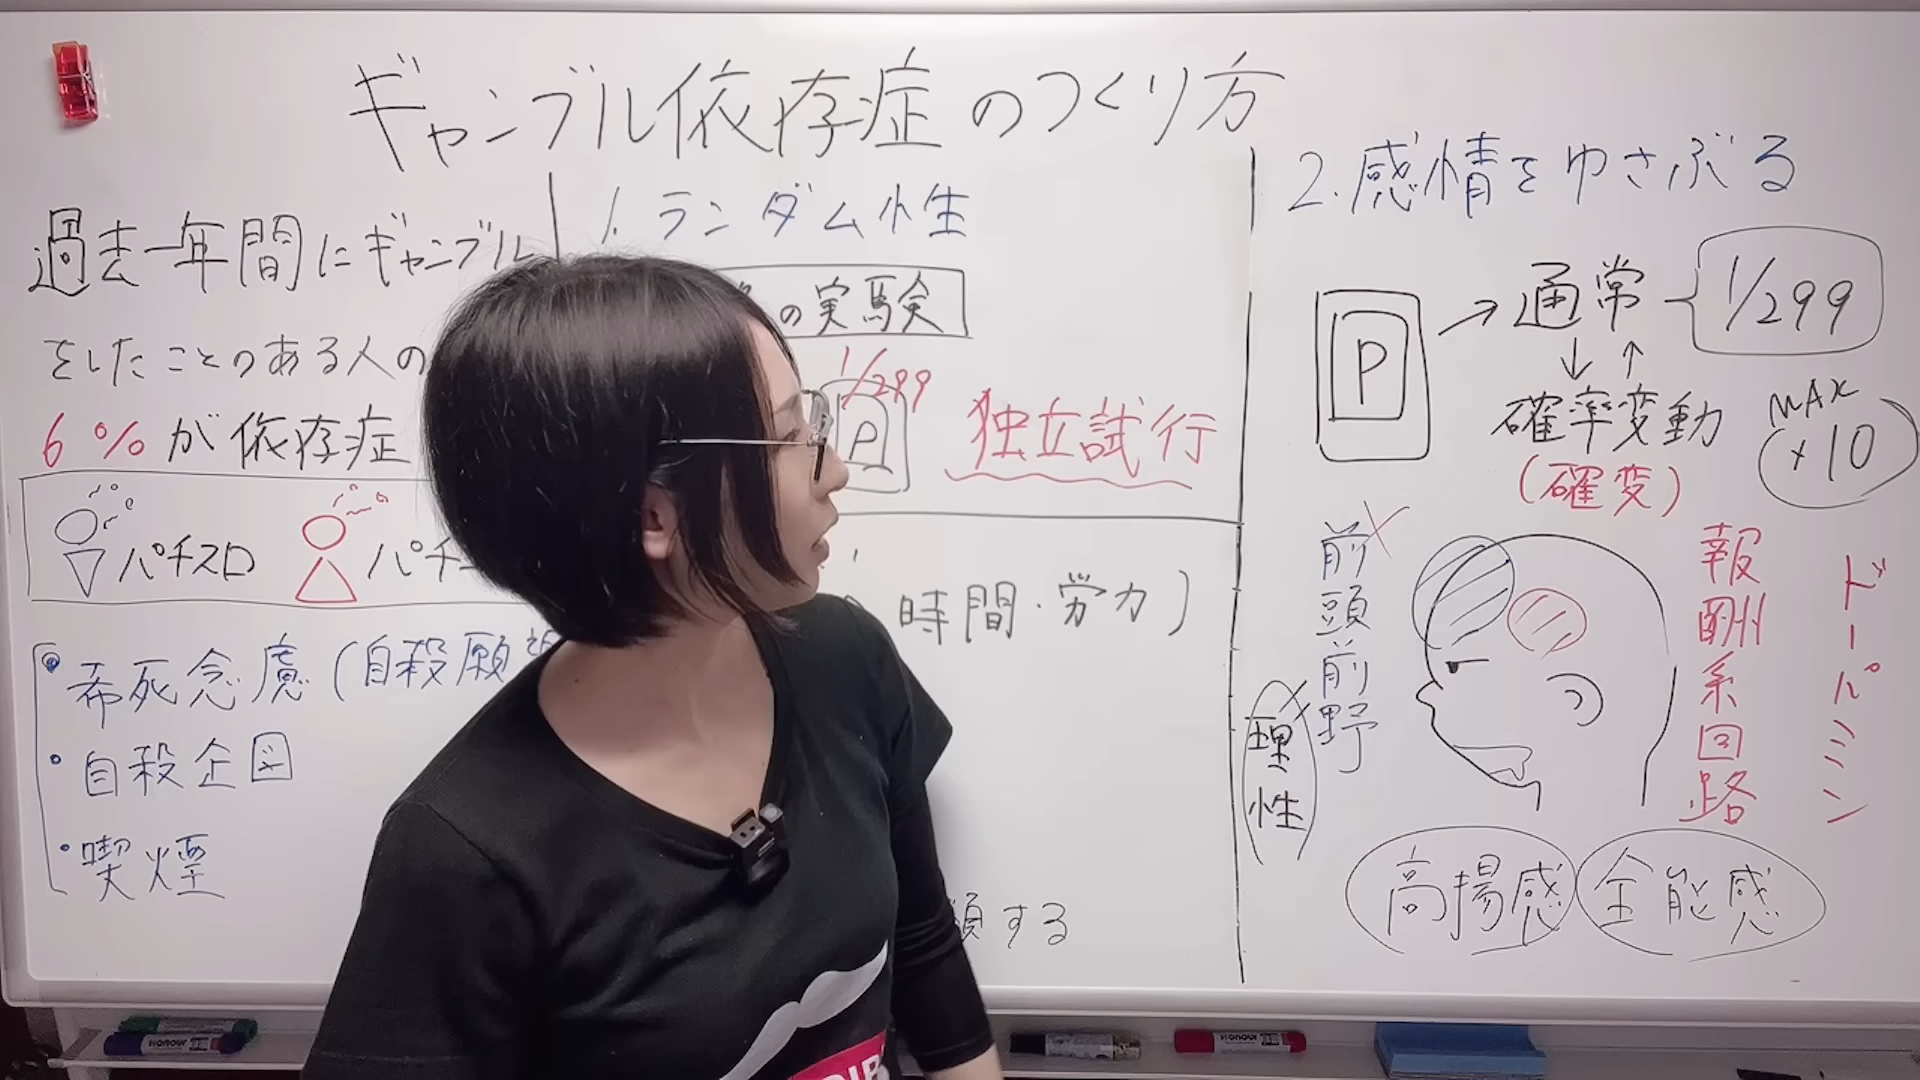 ギャンブル依存症のつくり方
過去一年間にギャンブル
をしたことのある人の
6%が依存症
パチスロ
パチ
希死念慮(自殺願望
自殺企図
喫煙
1. ランダム性
の実験
1/299
P
独立試行
時間・労力)
する
2. 感情をゆさぶる
P
→通常
1/299
↓↑
確率変動
(確変)
MAX
×10
前頭前野
理性
報酬系回路
ドーパミン
高揚感
全能感